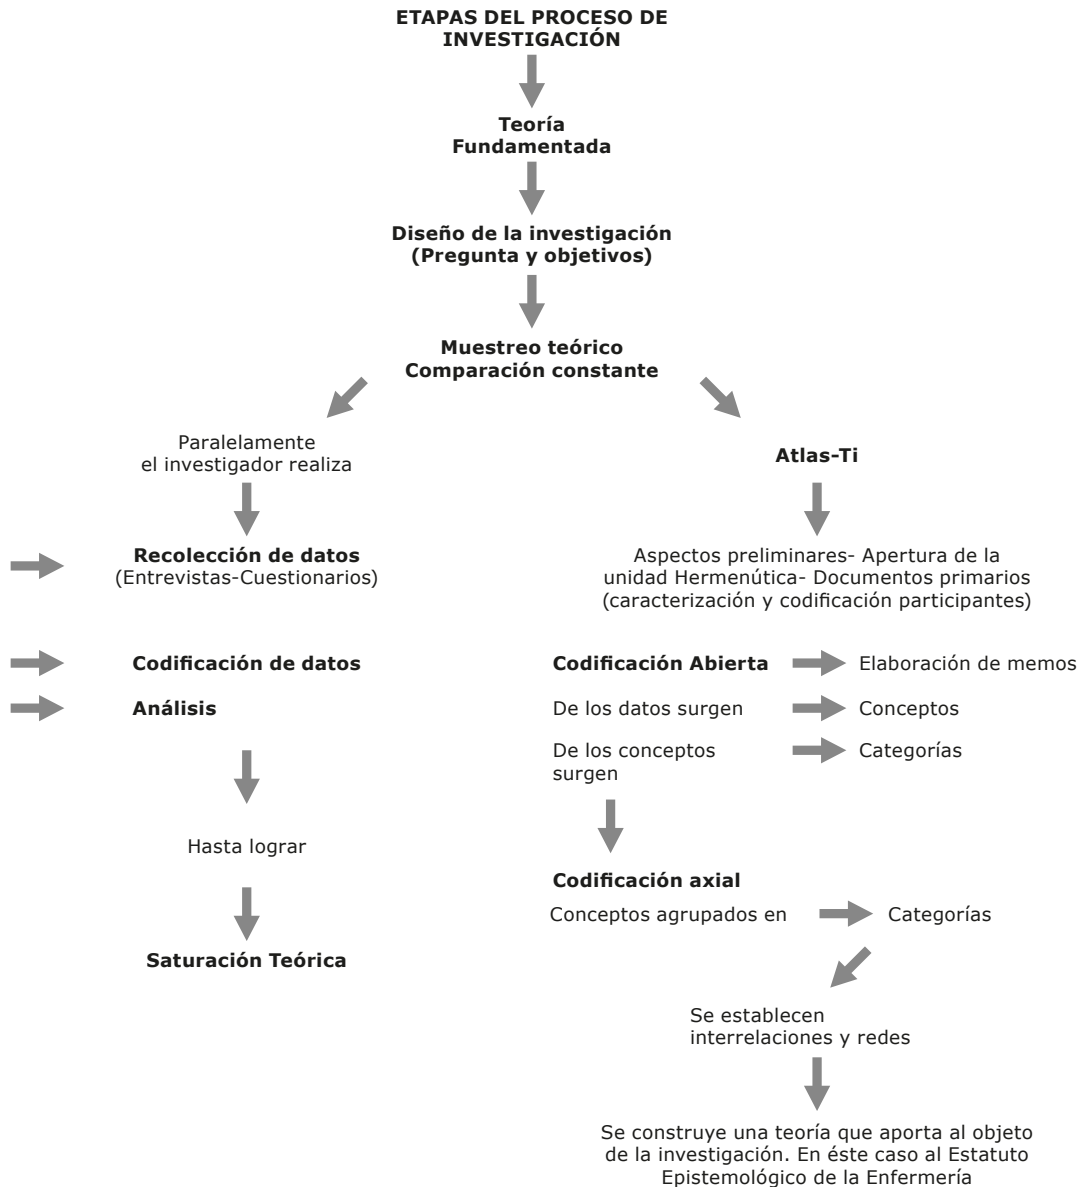 ETAPAS DEL PROCESO DE
INVESTIGACIÓN
Teoría
Fundamentada
Diseño de la investigación
(Pregunta y objetivos)
Muestreo teórico
Comparación constante
Paralelamente
el investigador realiza
Recolección de datos
(Entrevistas-Cuestionarios)
Codificación de datos
Análisis
Hasta lograr
Saturación Teórica
Atlas-Ti
Aspectos preliminares- Apertura de la
unidad Hermenútica- Documentos primarios
(caracterización y codificación participantes)
Codificación Abierta
Elaboración de memos
De los datos surgen
Conceptos
De los conceptos
surgen
Categorías
Codificación axial
Conceptos agrupados en
Categorías
Se establecen
interrelaciones y redes
Se construye una teoría que aporta al objeto
de la investigación. En éste caso al Estatuto
Epistemológico de la Enfermería